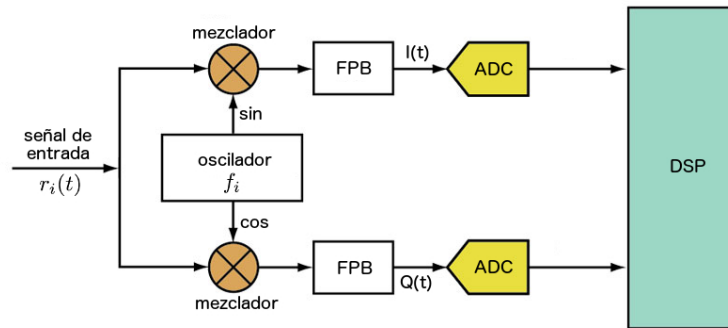 mezclador
FPB
I(t)
ADC
sin
señal de
entrada
r_i(t)
oscilador
f_i
DSP
cos
FPB
Q(t)
ADC
mezclador